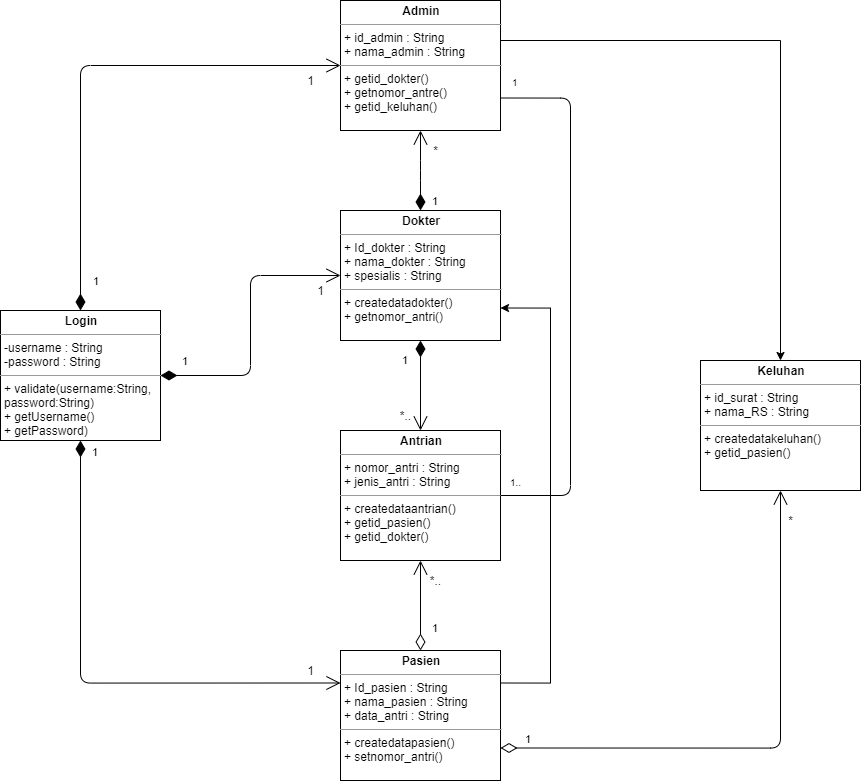 Admin
+ id_admin : String
+ nama_admin : String
+ getid_dokter()
+ getnomor_antre()
+ getid_keluhan()
1
1
*
1
Dokter
+ Id_dokter : String
+ nama_dokter : String
+ spesialis : String
+ createdatadokter()
+ getnomor_antri()
1
1
1
1
Login
-username : String
-password : String
+ validate(username:String,
password:String)
+ getUsername()
+ getPassword)
1
*..
Antrian
+ nomor_antri : String
+ jenis_antri : String
+ createdataantrian()
+ getid_pasien()
+ getid_dokter()
1..
Keluhan
+ id_surat : String
+ nama_RS : String
+ createdatakeluhan()
+ getid_pasien()
*
*..
1
1
Pasien
+ Id_pasien : String
+ nama_pasien : String
+ data_antri : String
+ createdatapasien()
+ setnomor_antri()
1